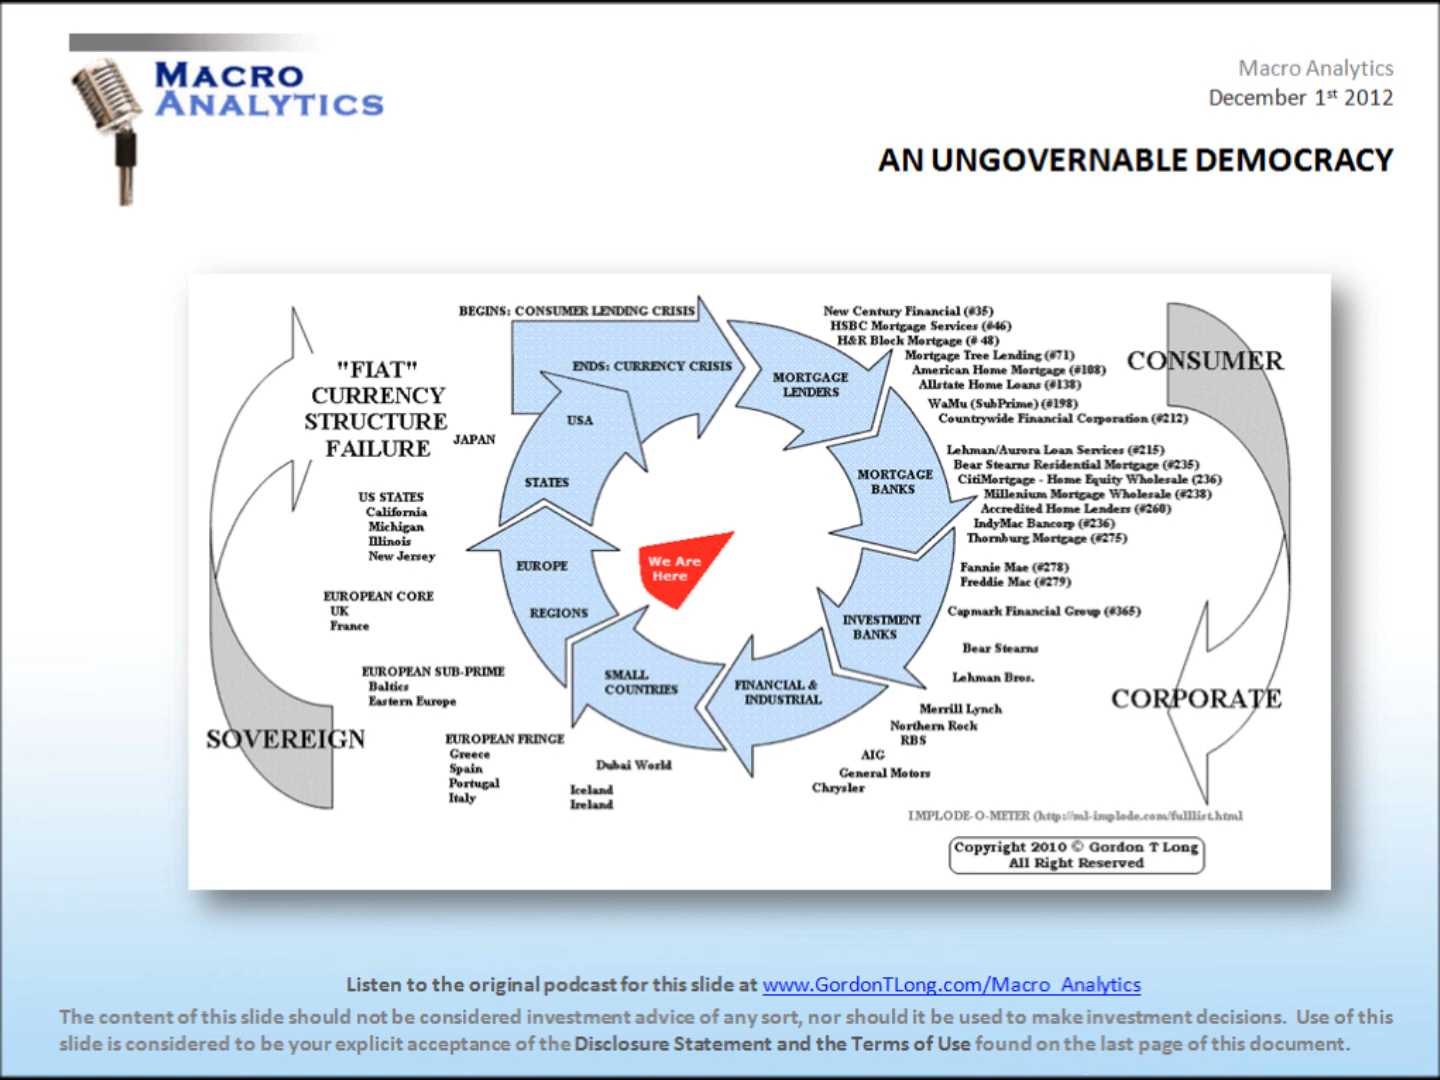 MACRO
ANALYTICS
Macro Analytics
December 1st 2012
AN UNGOVERNABLE DEMOCRACY
BEGINS: CONSUMER LENDING CRISIS
ENDS: CURRENCY CRISIS
MORTGAGE
LENDERS
MORTGAGE
BANKS
INVESTMENT
BANKS
FINANCIAL &
INDUSTRIAL
SMALL
COUNTRIES
REGIONS
EUROPE
STATES
USA
We Are
Here
CONSUMER
CORPORATE
SOVEREIGN
"FIAT"
CURRENCY
STRUCTURE
FAILURE
New Century Financial (#35)
HSBC Mortgage Services (#46)
H&R Block Mortgage (# 48)
Mortgage Tree Lending (#71)
American Home Mortgage (#108)
Allstate Home Loans (#138)
WaMu (SubPrime) (#198)
Countrywide Financial Corporation (#212)
Lehman/Aurora Loan Services (#215)
Bear Stearns Residential Mortgage (#235)
CitiMortgage - Home Equity Wholesale (236)
Millenium Mortgage Wholesale (#238)
Accredited Home Lenders (#260)
IndyMac Bancorp (#236)
Thornburg Mortgage (#275)
Fannie Mae (#278)
Freddie Mac (#279)
Capmark Financial Group (#365)
Bear Stearns
Lehman Bros.
Merrill Lynch
Northern Rock
RBS
AIG
General Motors
Chrysler
Dubai World
Iceland
Ireland
EUROPEAN FRINGE
Greece
Spain
Portugal
Italy
EUROPEAN SUB-PRIME
Baltics
Eastern Europe
EUROPEAN CORE
UK
France
US STATES
California
Michigan
Illinois
New Jersey
JAPAN
IMPLODE-O-METER (http://ml-implode.com/fulllist.html
Copyright 2010 © Gordon T Long
All Right Reserved
Listen to the original podcast for this slide at www.GordonTLong.com/Macro_Analytics
The content of this slide should not be considered investment advice of any sort, nor should it be used to make investment decisions. Use of this
slide is considered to be your explicit acceptance of the Disclosure Statement and the Terms of Use found on the last page of this document.